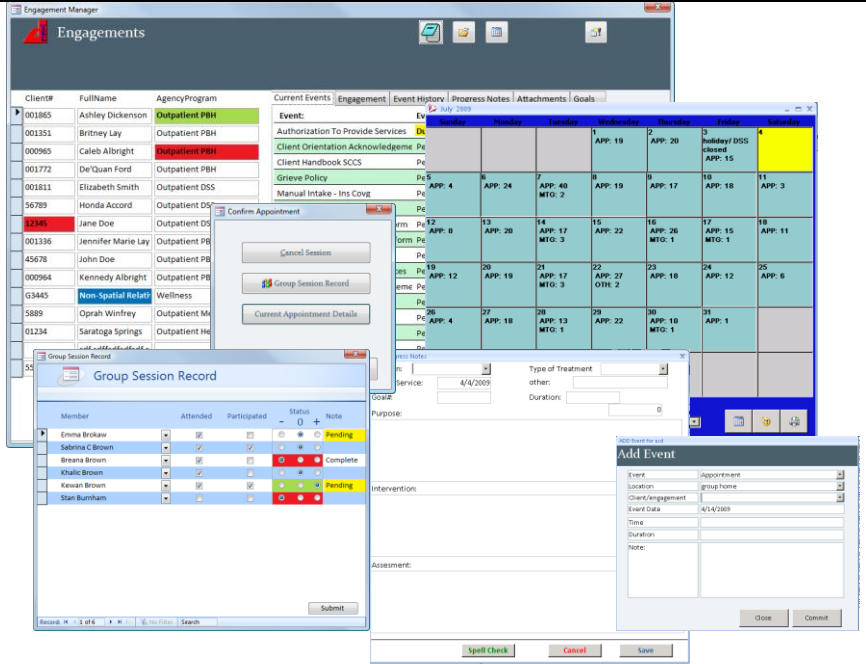 Engagement Manager
Engagements
Client# FullName AgencyProgram
Current Events Engagement Event History Progress Notes Attachments Goals
001865 Ashley Dickenson Outpatient PBH
001351 Britney Lay Outpatient PBH
000965 Caleb Albright Outpatient PBH
001772 De'Quan Ford Outpatient PBH
001811 Elizabeth Smith Outpatient DSS
56789 Honda Accord Outpatient
12345 Jane Doe Outpatient
001336 Jennifer Marie Lay Outpatient
45678 John Doe Outpatient
000964 Kennedy Albright Outpatient
G3445 Non-Spatial Relati Wellness
5889 Oprah Winfrey Outpatient
01234 Saratoga Springs Outpatient
Event:
Authorization To Provide Services
Client Orientation Acknowledgeme
Client Handbook SCCS
Grieve Policy
Manual Intake - Ins Covg
July 2009
Sunday Monday Tuesday Wednesday Thursday Friday Saturday
1 APP: 19
2 APP: 20
3 holiday/ DSS closed APP: 15
4
5 APP: 4
6 APP: 24
7 APP: 40 MTG: 2
8 APP: 19
9 APP: 17
10 APP: 18
11 APP: 3
12 APP: 0
13 APP: 20
14 APP: 17 MTG: 3
15 APP: 22
16 APP: 26 MTG: 1
17 APP: 15 MTG: 1
18 APP: 11
19 APP: 12
20 APP: 19
21 APP: 17 MTG: 3
22 APP: 27 OTH: 2
23 APP: 18
24 APP: 12
25 APP: 6
26 APP: 4
27 APP: 18
28 APP: 13 MTG: 1
29 APP: 22
30 APP: 10 MTG: 1
31 APP: 1
Confirm Appointment
Cancel Session
Group Session Record
Current Appointment Details
Group Session Record
Group Session Record
Member Attended Participated Status - 0 + Note
Emma Brokaw Pending
Sabrina C Brown
Breana Brown Complete
Khalic Brown
Kewan Brown Pending
Stan Burnham
Submit
Record: 1 of 6 No Filter Search
Notes
Type of Treatment
Service: 4/4/2009 other:
Goal#: Duration:
0
Purpose:
Intervention:
Assesment:
Spell Check Cancel Save
ADD Event for scd
Add Event
Event Appointment
Location group home
Client/engagement
Event Date 4/14/2009
Time
Duration
Note:
Close Commit